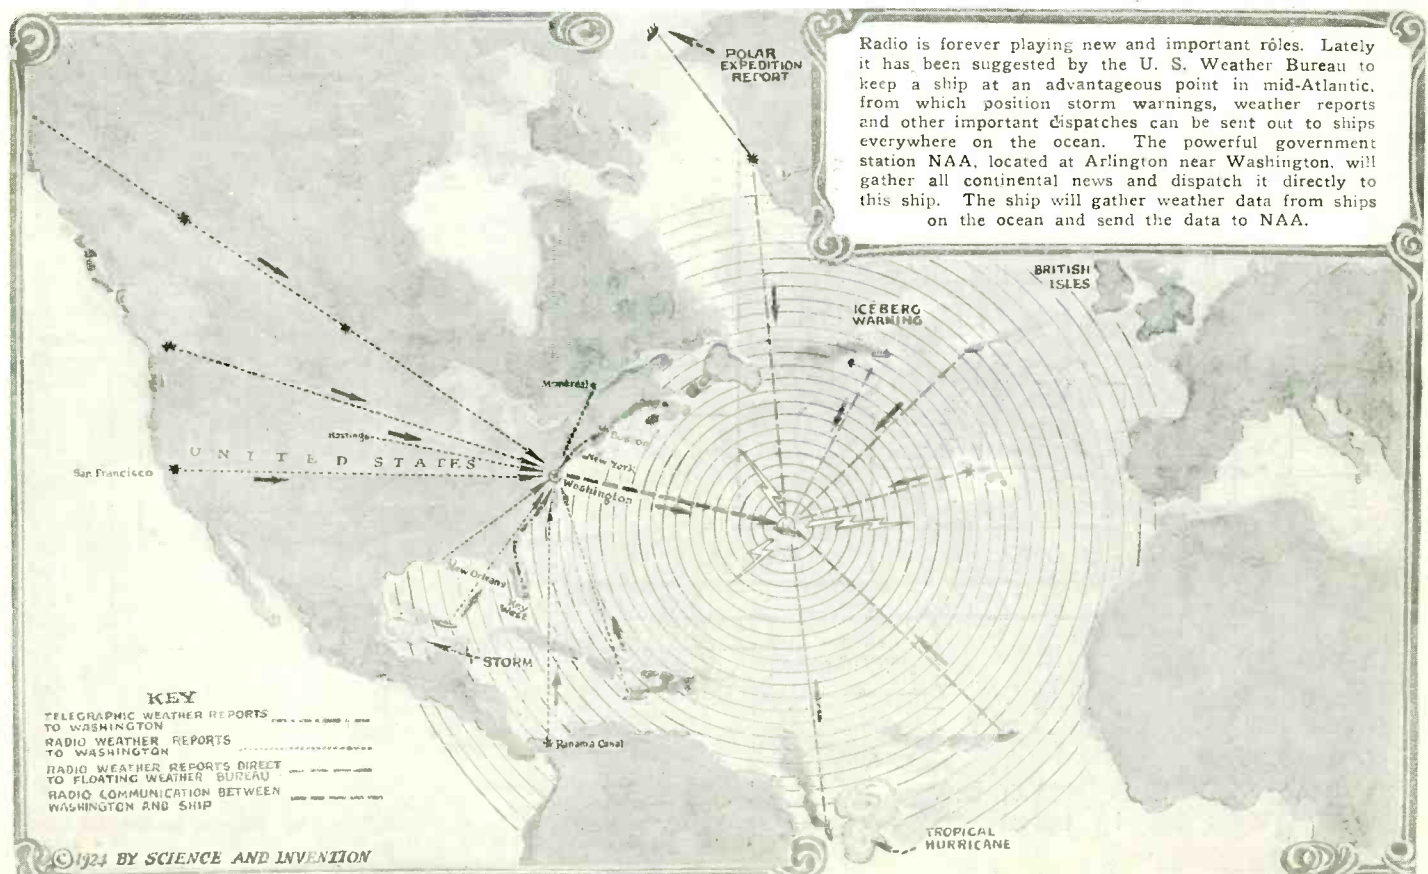 Radio is forever playing new and important rôles. Lately
it has been suggested by the U. S. Weather Bureau to
keep a ship at an advantageous point in mid-Atlantic,
from which position storm warnings, weather reports
and other important dispatches can be sent out to ships
everywhere on the ocean. The powerful government
station NAA, located at Arlington near Washington, will
gather all continental news and dispatch it directly to
this ship. The ship will gather weather data from ships
on the ocean and send the data to NAA.
POLAR
EXPEDITION
REPORT
BRITISH
ISLES
ICEBERG
WARNING
Montreal
Boston
Hastings
New York
UNITED STATES
San Francisco
Washington
New Orleans
Key
West
STORM
Panama Canal
KEY
TELEGRAPHIC WEATHER REPORTS
TO WASHINGTON
RADIO WEATHER REPORTS
TO WASHINGTON
RADIO WEATHER REPORTS DIRECT
TO FLOATING WEATHER BUREAU
RADIO COMMUNICATION BETWEEN
WASHINGTON AND SHIP
TROPICAL
HURRICANE
©1924 BY SCIENCE AND INVENTION